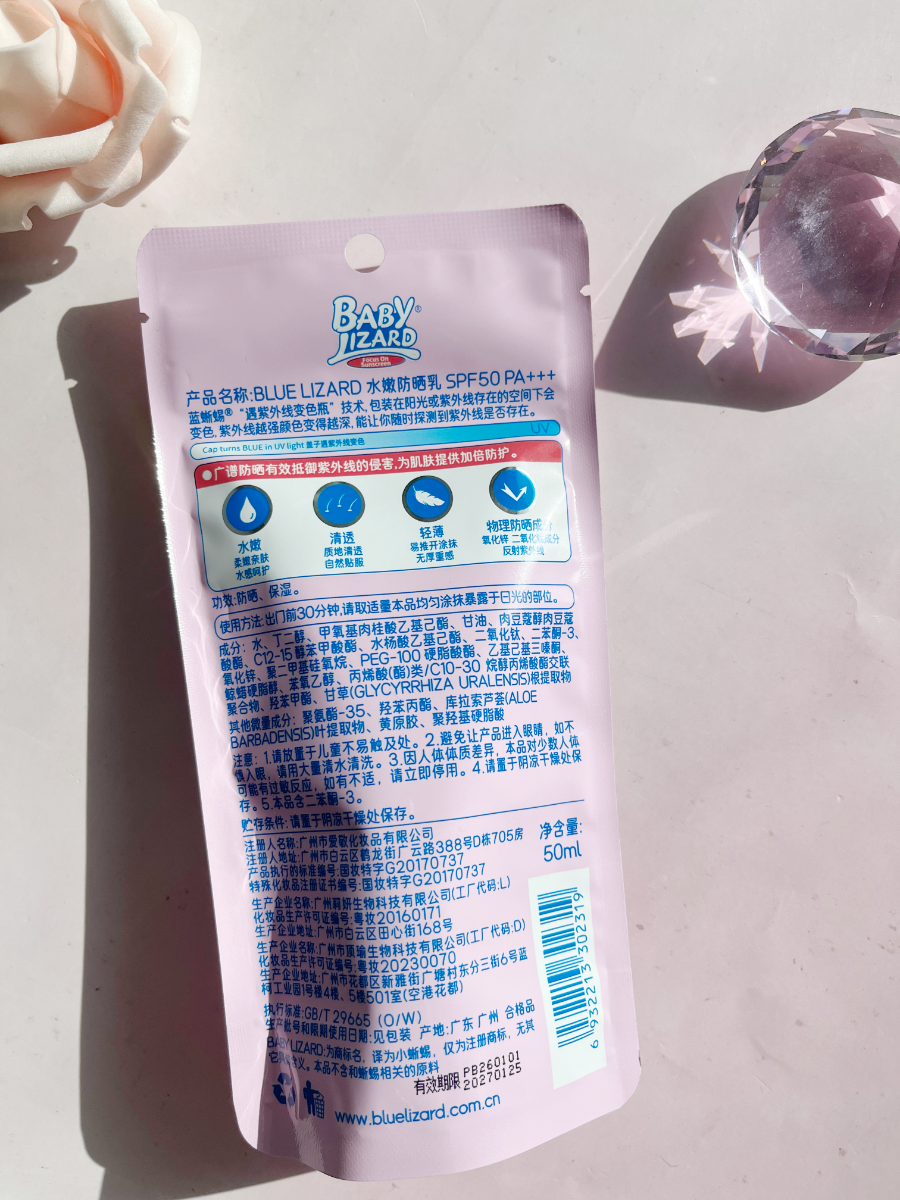 BABY®
LIZARD
Focus On
Sunscreen
产品名称:BLUE LIZARD 水嫩防晒乳 SPF50 PA+++
蓝蜥蜴®“遇紫外线变色瓶”技术,包装在阳光或紫外线存在的空间下会
变色,紫外线越强颜色变得越深,能让你随时探测到紫外线是否存在。
Cap turns BLUE in UV light 盖子遇紫外线变色
UV
●广谱防晒有效抵御紫外线的侵害,为肌肤提供加倍防护。
水嫩
柔嫩亲肤
水感呵护
清透
质地清透
自然贴服
轻薄
易推开涂抹
无厚重感
物理防晒成分
氧化锌 二氧化钛成分
反射紫外线
功效:防晒、保湿。
使用方法:出门前30分钟,请取适量本品均匀涂抹暴露于日光的部位。
成分: 水、丁二醇、甲氧基肉桂酸乙基己酯、甘油、肉豆蔻醇肉豆蔻
酸酯、C12-15 醇苯甲酸酯、水杨酸乙基己酯、二氧化钛、二苯酮-3、
氧化锌、聚二甲基硅氧烷、PEG-100 硬脂酸酯、乙基己基三嗪酮、
鲸蜡硬脂醇、苯氧乙醇、丙烯酸(酯)类/C10-30 烷醇丙烯酸酯交联
聚合物、羟苯甲酯、甘草(GLYCYRRHIZA URALENSIS)根提取物
其他微量成分: 聚氨酯-35、羟苯丙酯、库拉索芦荟(ALOE
BARBADENSIS)叶提取物、黄原胶、聚羟基硬脂酸
注意: 1.请放置于儿童不易触及处。2.避免让产品进入眼睛, 如不
慎入眼, 请用大量清水清洗。3.因人体体质差异, 本品对少数人体
可能有过敏反应, 如有不适, 请立即停用。4.请置于阴凉干燥处保
存。5.本品含二苯酮-3。
贮存条件: 请置于阴凉干燥处保存。
注册人名称:广州市爱敬化妆品有限公司
注册人地址:广州市白云区鹤龙街广云路388号D栋705房
产品执行的标准编号:国妆特字G20170737
特殊化妆品注册证书编号:国妆特字G20170737
净含量:
50ml
生产企业名称:广州莉妍生物科技有限公司(工厂代码:L)
化妆品生产许可证编号:粤妆20160171
生产企业地址:广州市白云区田心街168号
生产企业名称:广州市顶瑜生物科技有限公司(工厂代码:D)
化妆品生产许可证编号:粤妆20230070
生产企业地址:广州市花都区新雅街广塘村东分三街6号蓝
柯工业园1号楼4楼、5楼501室(空港花都)
执行标准:GB/T 29665 (O/W)
生产批号和限期使用日期:见包装 产地:广东 广州 合格品
BABY LIZARD:为商标名, 译为小蜥蜴, 仅为注册商标, 无其
它含义。本品不含和蜥蜴相关的原料
有效期限 PB260101
20270125
www.bluelizard.com.cn
6 932213 302319